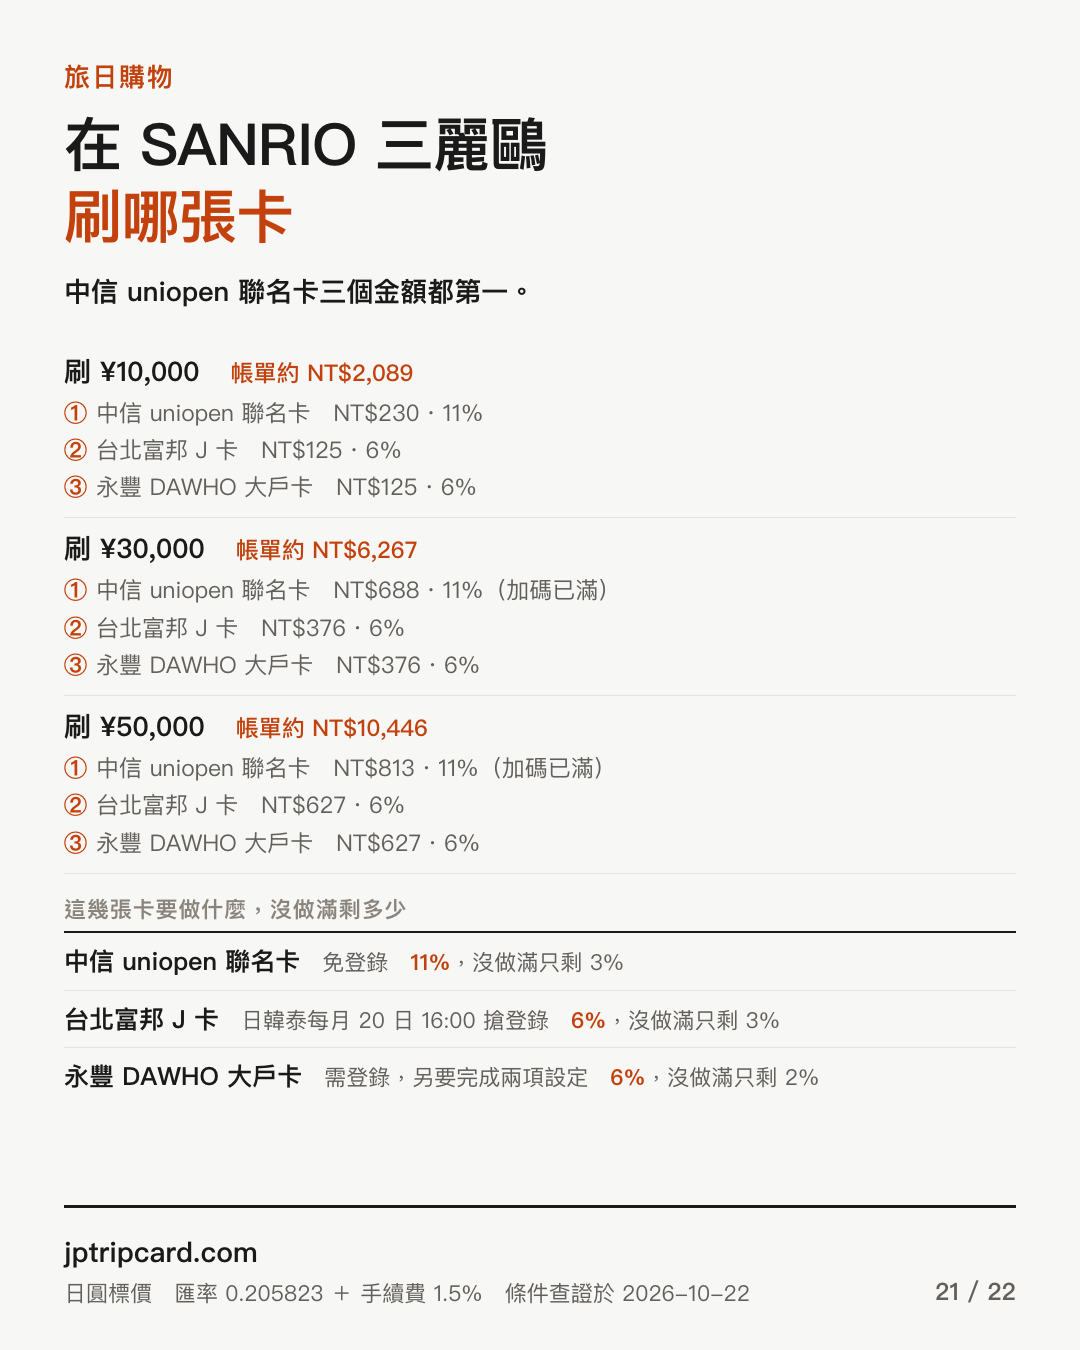 旅日購物
在 SANRIO 三麗鷗
刷哪張卡
中信 uniopen 聯名卡三個金額都第一。
刷 ¥10,000 帳單約 NT$2,089
① 中信 uniopen 聯名卡 NT$230 · 11%
② 台北富邦 J 卡 NT$125 · 6%
③ 永豐 DAWHO 大戶卡 NT$125 · 6%
刷 ¥30,000 帳單約 NT$6,267
① 中信 uniopen 聯名卡 NT$688 · 11%（加碼已滿）
② 台北富邦 J 卡 NT$376 · 6%
③ 永豐 DAWHO 大戶卡 NT$376 · 6%
刷 ¥50,000 帳單約 NT$10,446
① 中信 uniopen 聯名卡 NT$813 · 11%（加碼已滿）
② 台北富邦 J 卡 NT$627 · 6%
③ 永豐 DAWHO 大戶卡 NT$627 · 6%
這幾張卡要做什麼，沒做滿剩多少
中信 uniopen 聯名卡 免登錄 11%，沒做滿只剩 3%
台北富邦 J 卡 日韓泰每月 20 日 16:00 搶登錄 6%，沒做滿只剩 3%
永豐 DAWHO 大戶卡 需登錄，另要完成兩項設定 6%，沒做滿只剩 2%
jptripcard.com
日圓標價 匯率 0.205823 ＋ 手續費 1.5% 條件查證於 2026-10-22 21 / 22